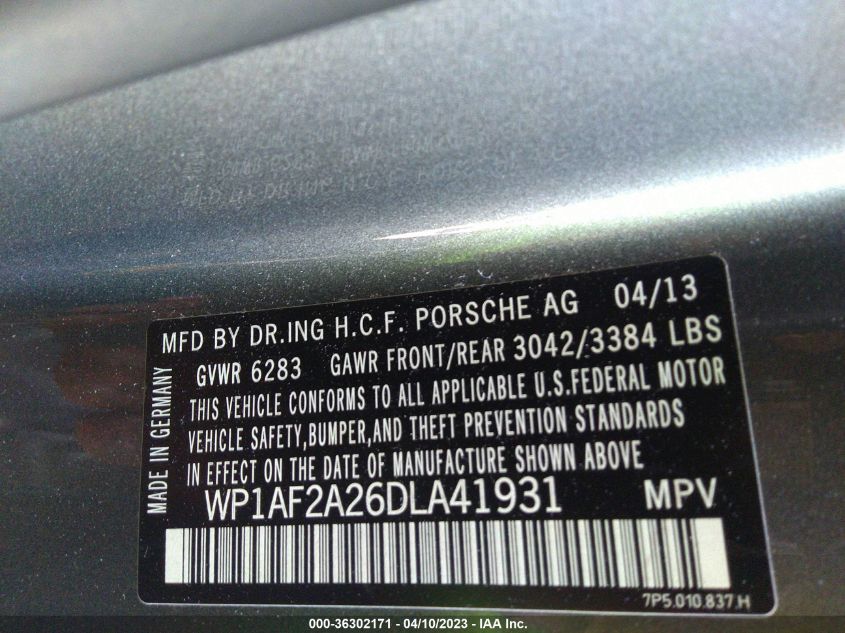 MFD BY DR.ING H.C.F. PORSCHE AG 04/13
GVWR 6283 GAWR FRONT/REAR 3042/3384 LBS
THIS VEHICLE CONFORMS TO ALL APPLICABLE U.S.FEDERAL MOTOR
VEHICLE SAFETY,BUMPER,AND THEFT PREVENTION STANDARDS
IN EFFECT ON THE DATE OF MANUFACTURE SHOWN ABOVE
WP1AF2A26DLA41931 MPV
MADE IN GERMANY
7P5.010.837.H
000-36302171 - 04/10/2023 - IAA Inc.